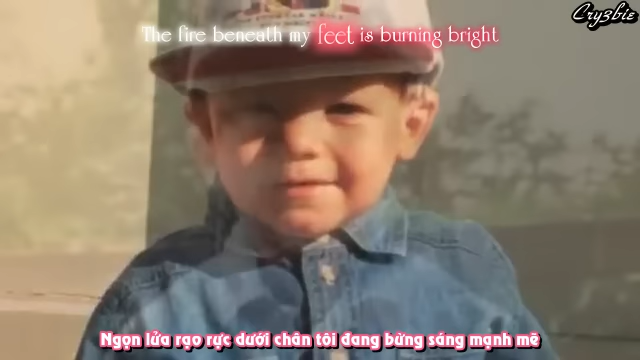 Cry3bie
The fire beneath my feet is burning bright
Ngọn lửa rạo rực dưới chân tôi đang bừng sáng mạnh mẽ